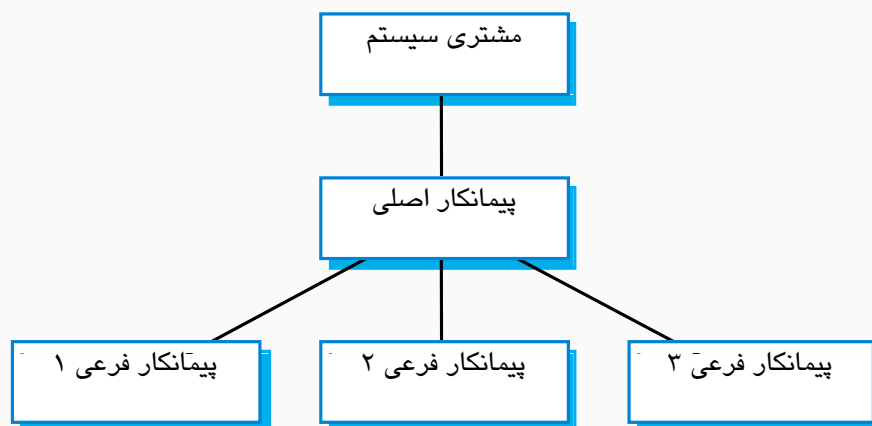 مشتری سیستم
پیمانکار اصلی
پیمانکار فرعی ۱
پیمانکار فرعی ۲
پیمانکار فرعی ۳